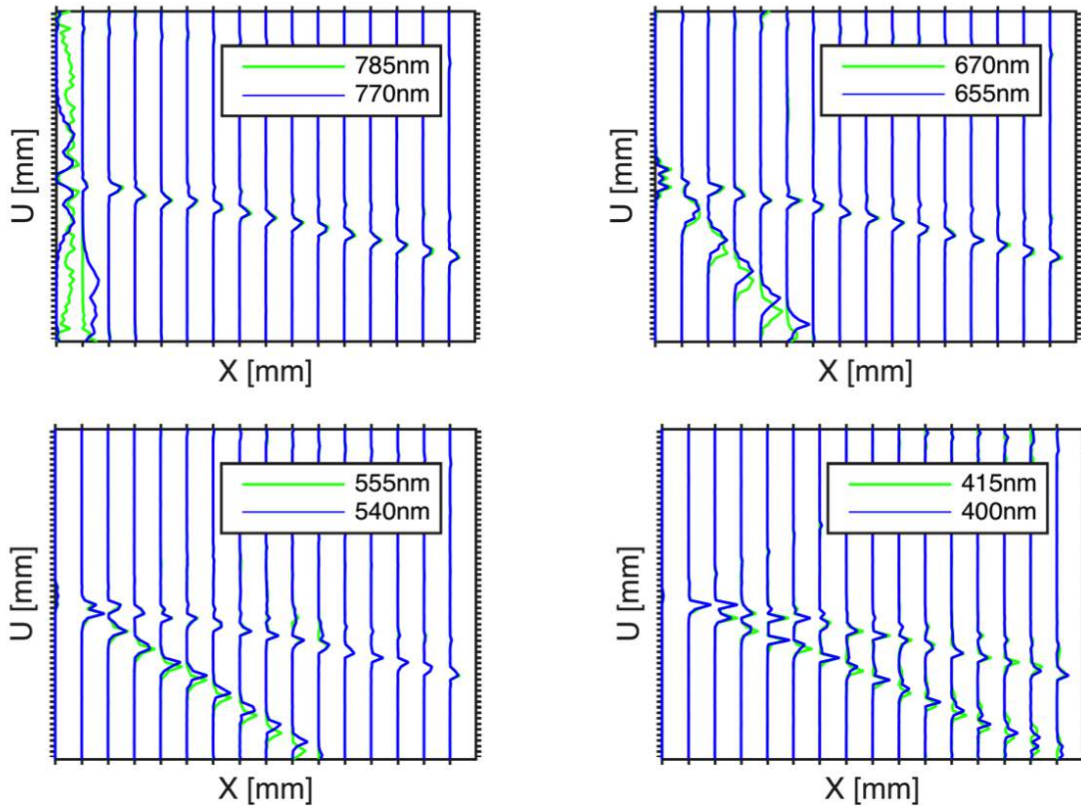 785nm
770nm
U [mm]
X [mm]
670nm
655nm
U [mm]
X [mm]
555nm
540nm
U [mm]
X [mm]
415nm
400nm
U [mm]
X [mm]